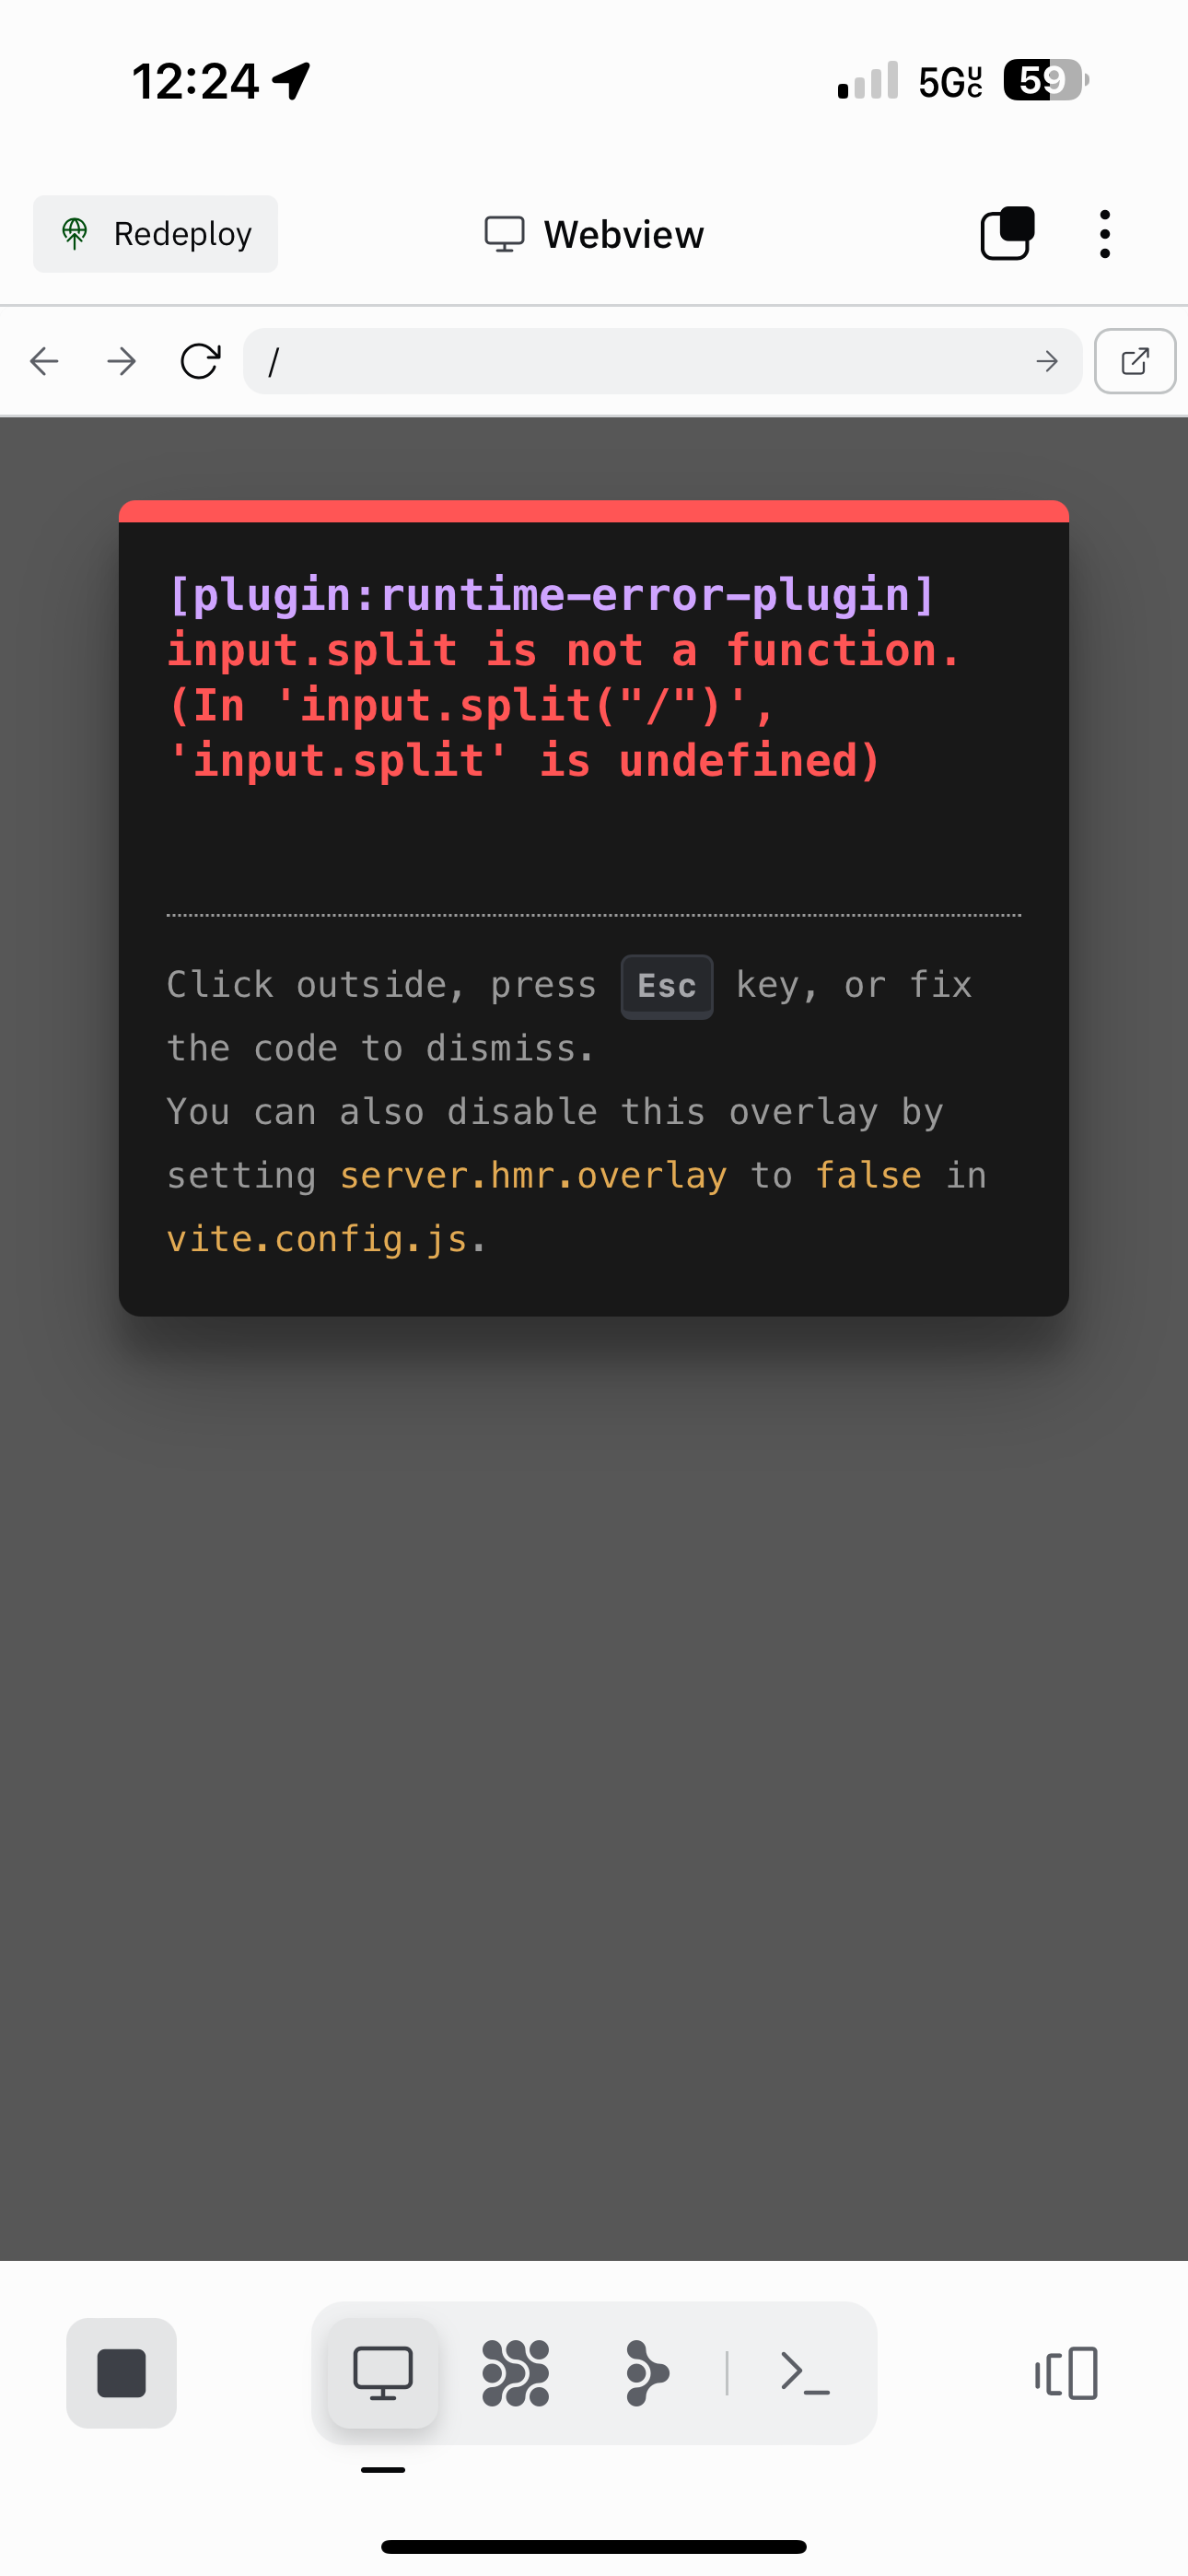 12:24
5G UC 59
Redeploy
Webview
/
[plugin:runtime-error-plugin]
input.split is not a function.
(In 'input.split("/")',
'input.split' is undefined)
Click outside, press Esc key, or fix
the code to dismiss.
You can also disable this overlay by
setting server.hmr.overlay to false in
vite.config.js.